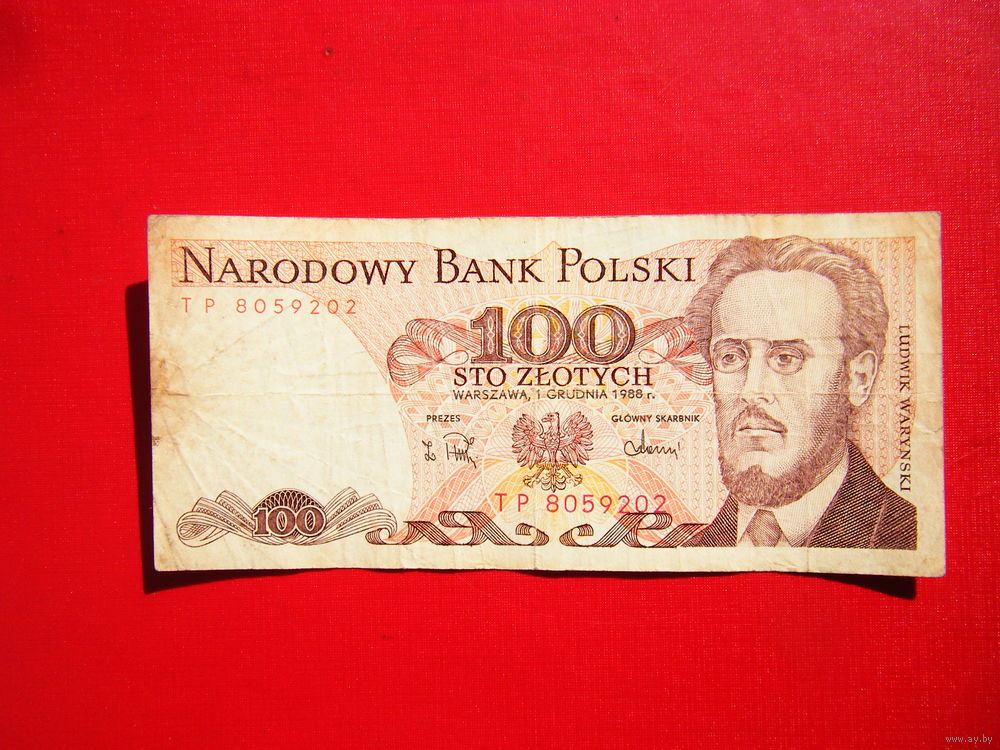 NARODOWY BANK POLSKI
TP 8059202
100
STO ZŁOTYCH
WARSZAWA, 1 GRUDNIA 1988 r.
PREZES
GŁÓWNY SKARBNIK
TP 8059202
100
LUDWIK WARYŃSKI
www.ay.by